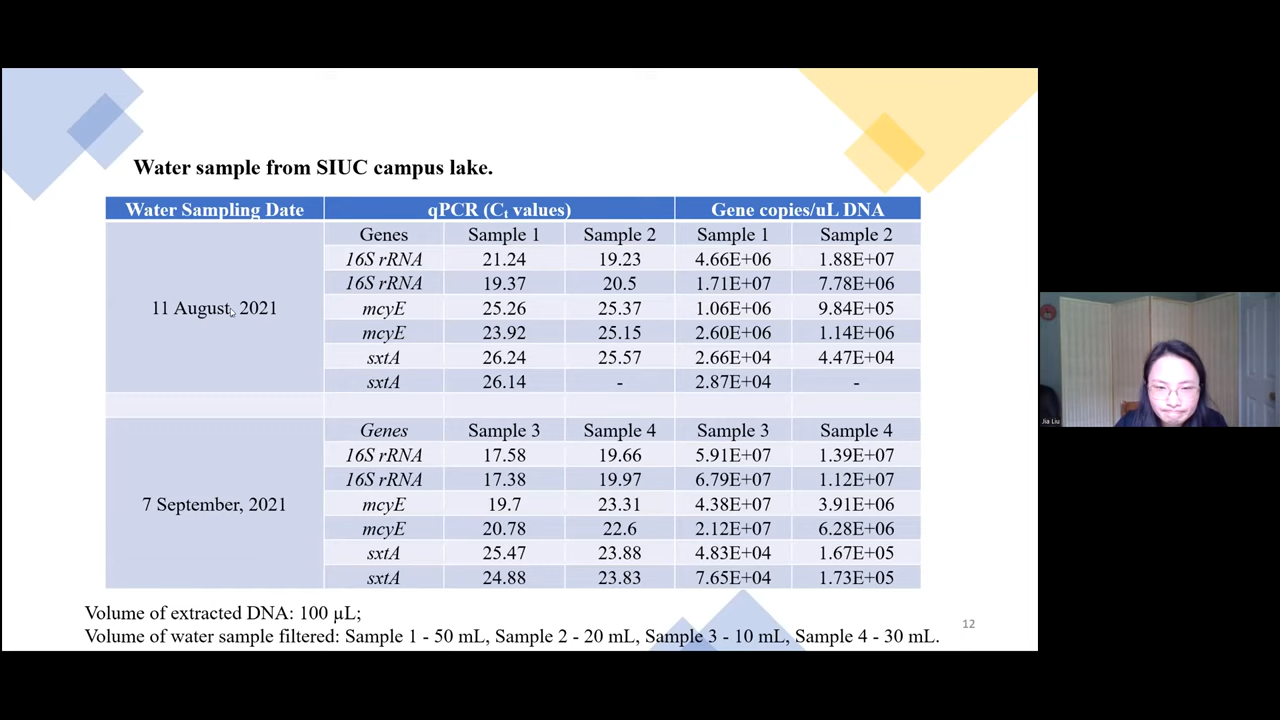 Water sample from SIUC campus lake.
Water Sampling Date qPCR (Ct values) Gene copies/uL DNA
11 August, 2021
Genes Sample 1 Sample 2 Sample 1 Sample 2
16S rRNA 21.24 19.23 4.66E+06 1.88E+07
16S rRNA 19.37 20.5 1.71E+07 7.78E+06
mcyE 25.26 25.37 1.06E+06 9.84E+05
mcyE 23.92 25.15 2.60E+06 1.14E+06
sxtA 26.24 25.57 2.66E+04 4.47E+04
sxtA 26.14 - 2.87E+04 -
7 September, 2021
Genes Sample 3 Sample 4 Sample 3 Sample 4
16S rRNA 17.58 19.66 5.91E+07 1.39E+07
16S rRNA 17.38 19.97 6.79E+07 1.12E+07
mcyE 19.7 23.31 4.38E+07 3.91E+06
mcyE 20.78 22.6 2.12E+07 6.28E+06
sxtA 25.47 23.88 4.83E+04 1.67E+05
sxtA 24.88 23.83 7.65E+04 1.73E+05
Volume of extracted DNA: 100 µL;
Volume of water sample filtered: Sample 1 - 50 mL, Sample 2 - 20 mL, Sample 3 - 10 mL, Sample 4 - 30 mL.
12
Jia Liu